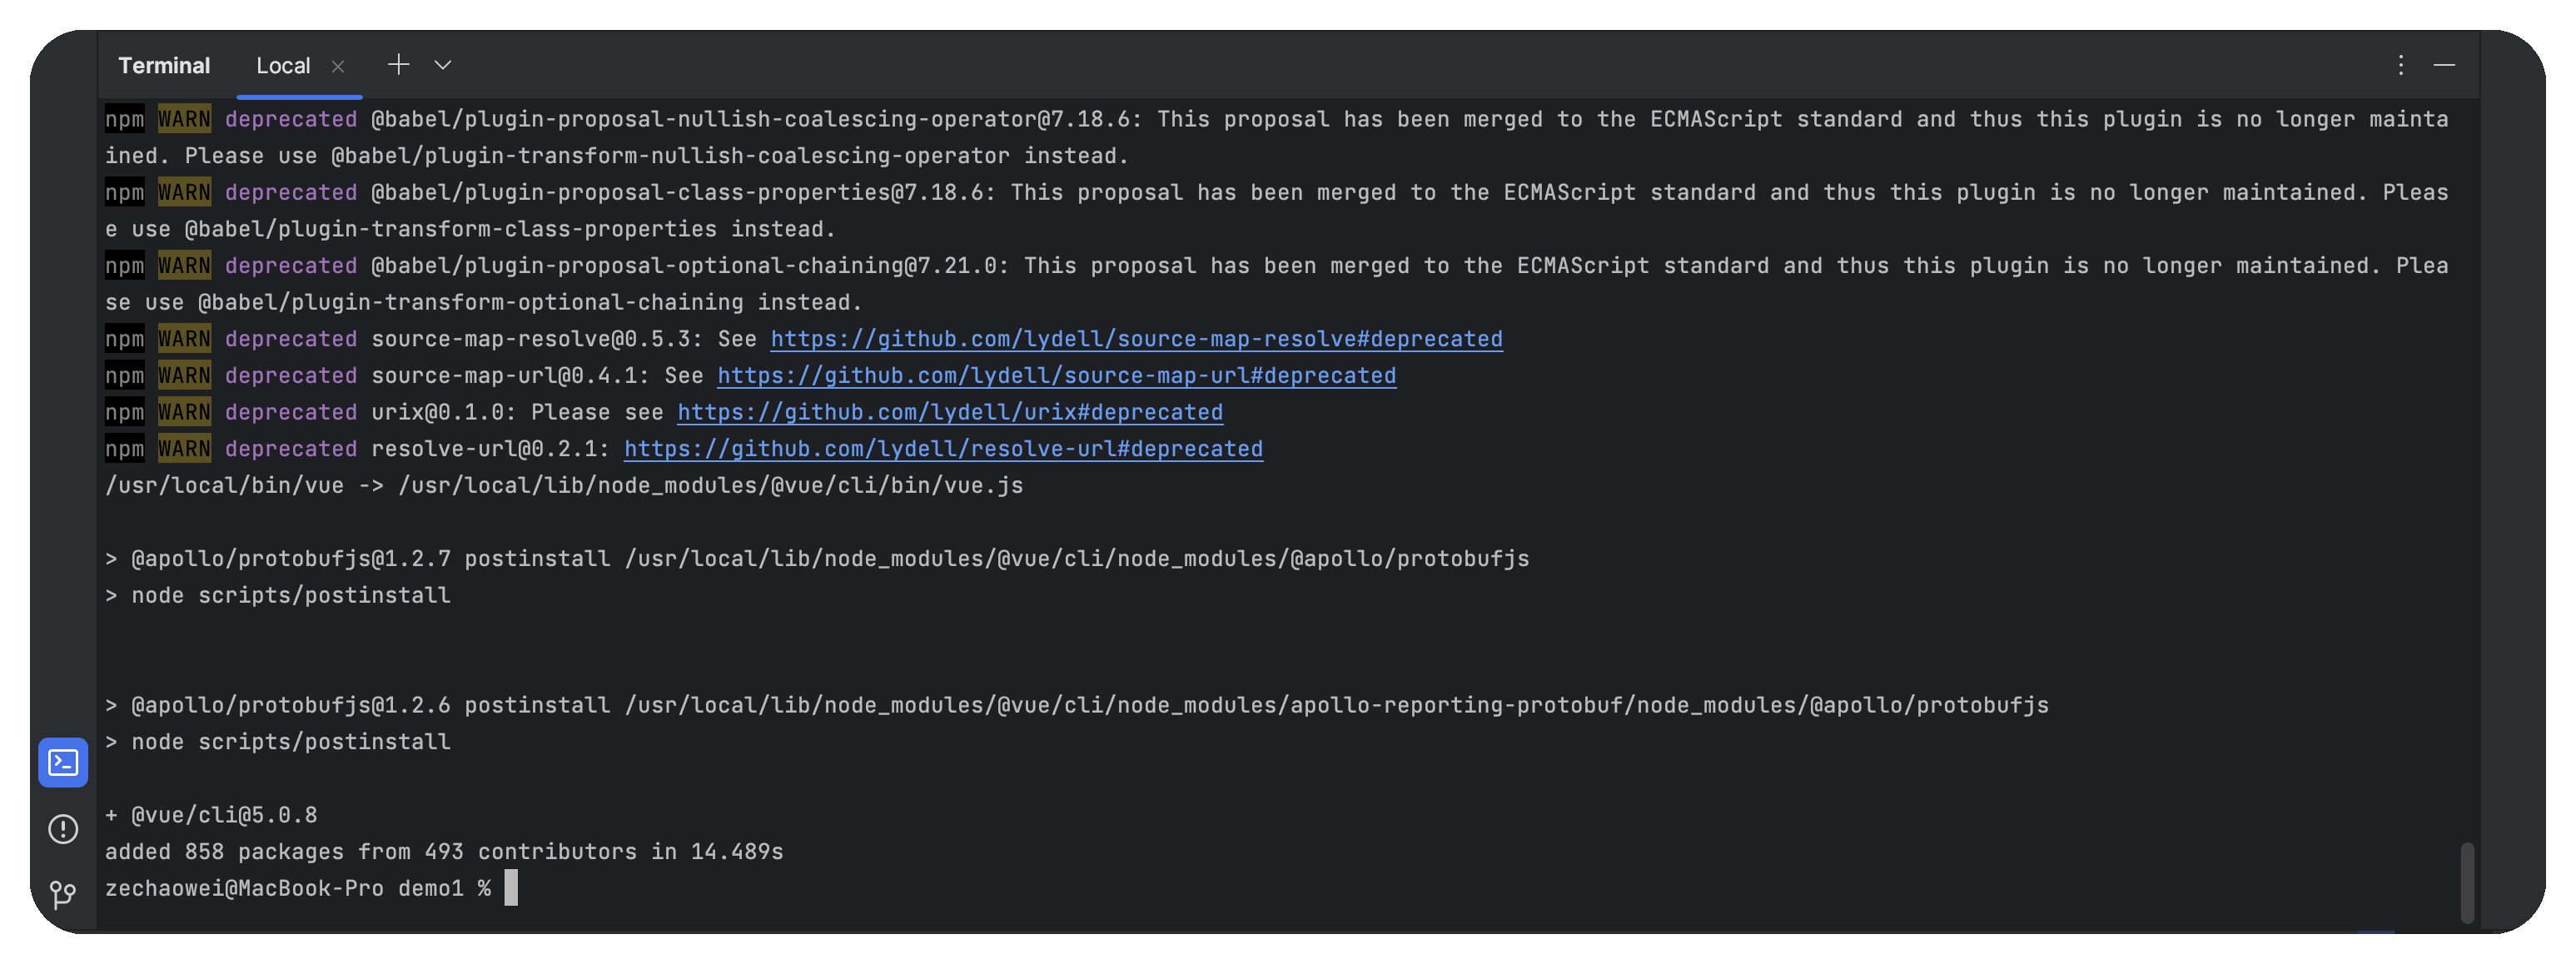 Terminal Local
npm WARN deprecated @babel/plugin-proposal-nullish-coalescing-operator@7.18.6: This proposal has been merged to the ECMAScript standard and thus this plugin is no longer mainta
ined. Please use @babel/plugin-transform-nullish-coalescing-operator instead.
npm WARN deprecated @babel/plugin-proposal-class-properties@7.18.6: This proposal has been merged to the ECMAScript standard and thus this plugin is no longer maintained. Pleas
e use @babel/plugin-transform-class-properties instead.
npm WARN deprecated @babel/plugin-proposal-optional-chaining@7.21.0: This proposal has been merged to the ECMAScript standard and thus this plugin is no longer maintained. Plea
se use @babel/plugin-transform-optional-chaining instead.
npm WARN deprecated source-map-resolve@0.5.3: See https://github.com/lydell/source-map-resolve#deprecated
npm WARN deprecated source-map-url@0.4.1: See https://github.com/lydell/source-map-url#deprecated
npm WARN deprecated urix@0.1.0: Please see https://github.com/lydell/urix#deprecated
npm WARN deprecated resolve-url@0.2.1: https://github.com/lydell/resolve-url#deprecated
/usr/local/bin/vue -> /usr/local/lib/node_modules/@vue/cli/bin/vue.js
> @apollo/protobufjs@1.2.7 postinstall /usr/local/lib/node_modules/@vue/cli/node_modules/@apollo/protobufjs
> node scripts/postinstall
> @apollo/protobufjs@1.2.6 postinstall /usr/local/lib/node_modules/@vue/cli/node_modules/apollo-reporting-protobuf/node_modules/@apollo/protobufjs
> node scripts/postinstall
+ @vue/cli@5.0.8
added 858 packages from 493 contributors in 14.489s
zechaowei@MacBook-Pro demo1 %